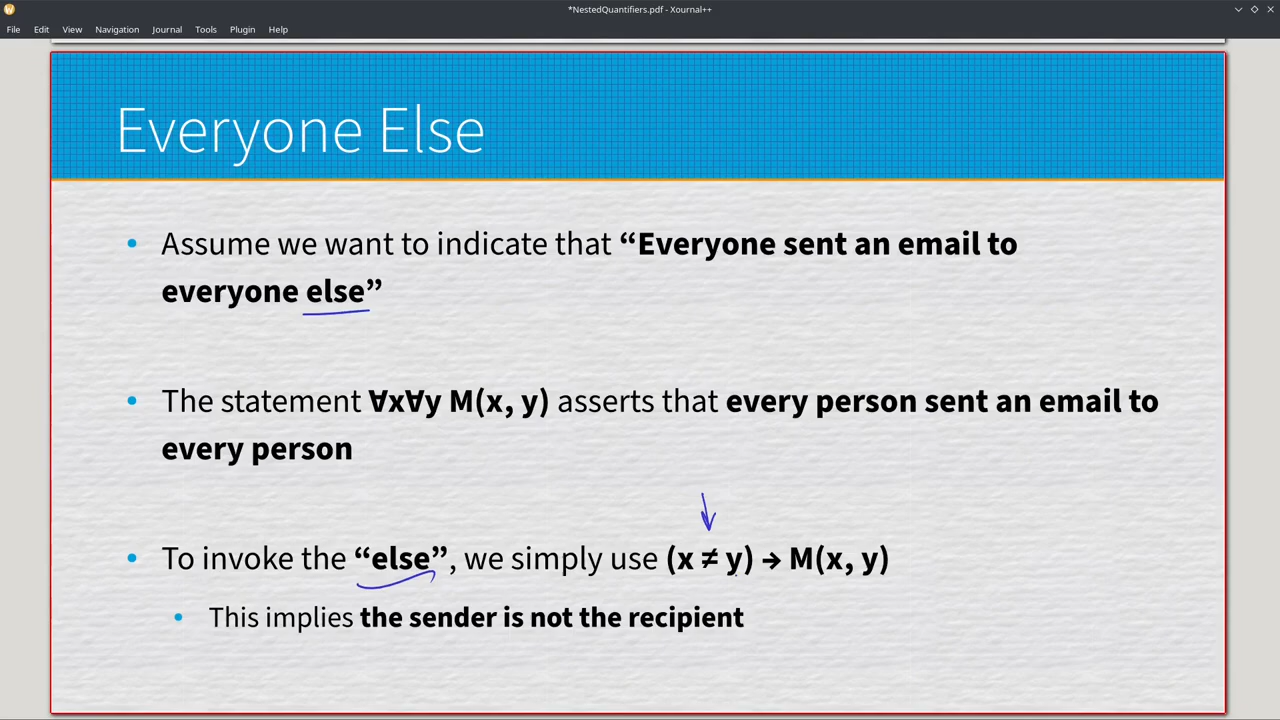 *NestedQuantifiers.pdf - Xournal++
File Edit View Navigation Journal Tools Plugin Help
Everyone Else
• Assume we want to indicate that “Everyone sent an email to
everyone else”
• The statement ∀x∀y M(x, y) asserts that every person sent an email to
every person
• To invoke the “else”, we simply use (x ≠ y) → M(x, y)
• This implies the sender is not the recipient